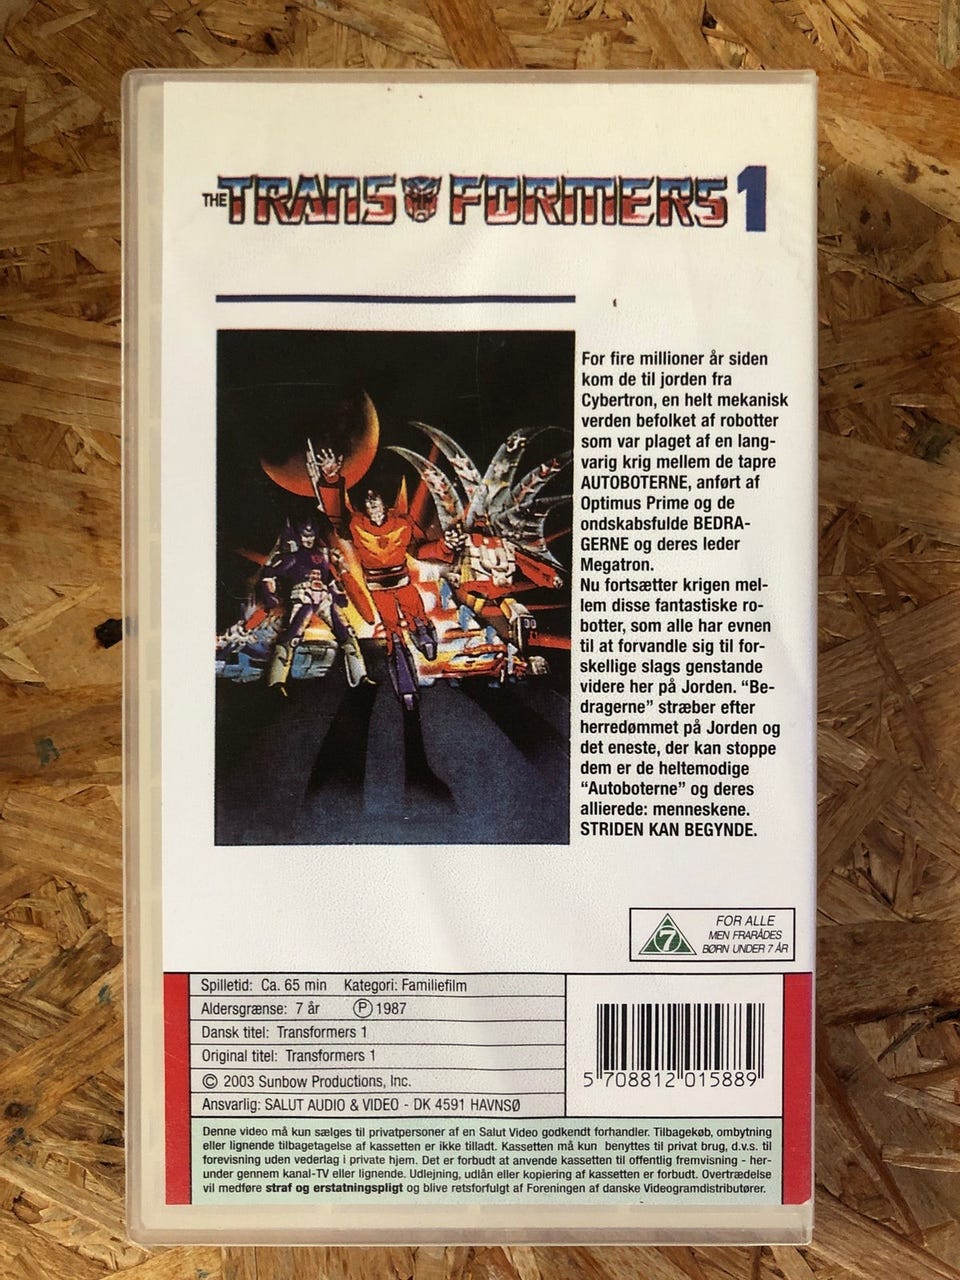 THE TRANSFORMERS 1
For fire millioner år siden
kom de til jorden fra
Cybertron, en helt mekanisk
verden befolket af robotter
som var plaget af en lang-
varig krig mellem de tapre
AUTOBOTERNE, anført af
Optimus Prime og de
ondskabsfulde BEDRA-
GERNE og deres leder
Megatron.
Nu fortsætter krigen mel-
lem disse fantastiske ro-
botter, som alle har evnen
til at forvandle sig til for-
skellige slags genstande
videre her på Jorden. “Be-
dragerne” stræber efter
herredømmet på Jorden og
det eneste, der kan stoppe
dem er de heltemodige
“Autoboterne” og deres
allierede: menneskene.
STRIDEN KAN BEGYNDE.
7
FOR ALLE
MEN FRARÅDES
BØRN UNDER 7 ÅR
Spilletid: Ca. 65 min Kategori: Familiefilm
Aldersgrænse: 7 år Ⓟ 1987
Dansk titel: Transformers 1
Original titel: Transformers 1
© 2003 Sunbow Productions, Inc.
Ansvarlig: SALUT AUDIO & VIDEO - DK 4591 HAVNSØ
5 708812 015889
Denne video må kun sælges til privatpersoner af en Salut Video godkendt forhandler. Tilbagekøb, ombytning
eller lignende tilbagetagelse af kassetten er ikke tilladt. Kassetten må kun benyttes til privat brug, d.v.s. til
forevisning uden vederlag i private hjem. Det er forbudt at anvende kassetten til offentlig fremvisning - her-
under gennem kanal-TV eller lignende. Udlejning, udlån eller kopiering af kassetten er forbudt. Overtrædelse
vil medføre straf og erstatningspligt og blive retsforfulgt af Foreningen af danske Videogramdistributører.